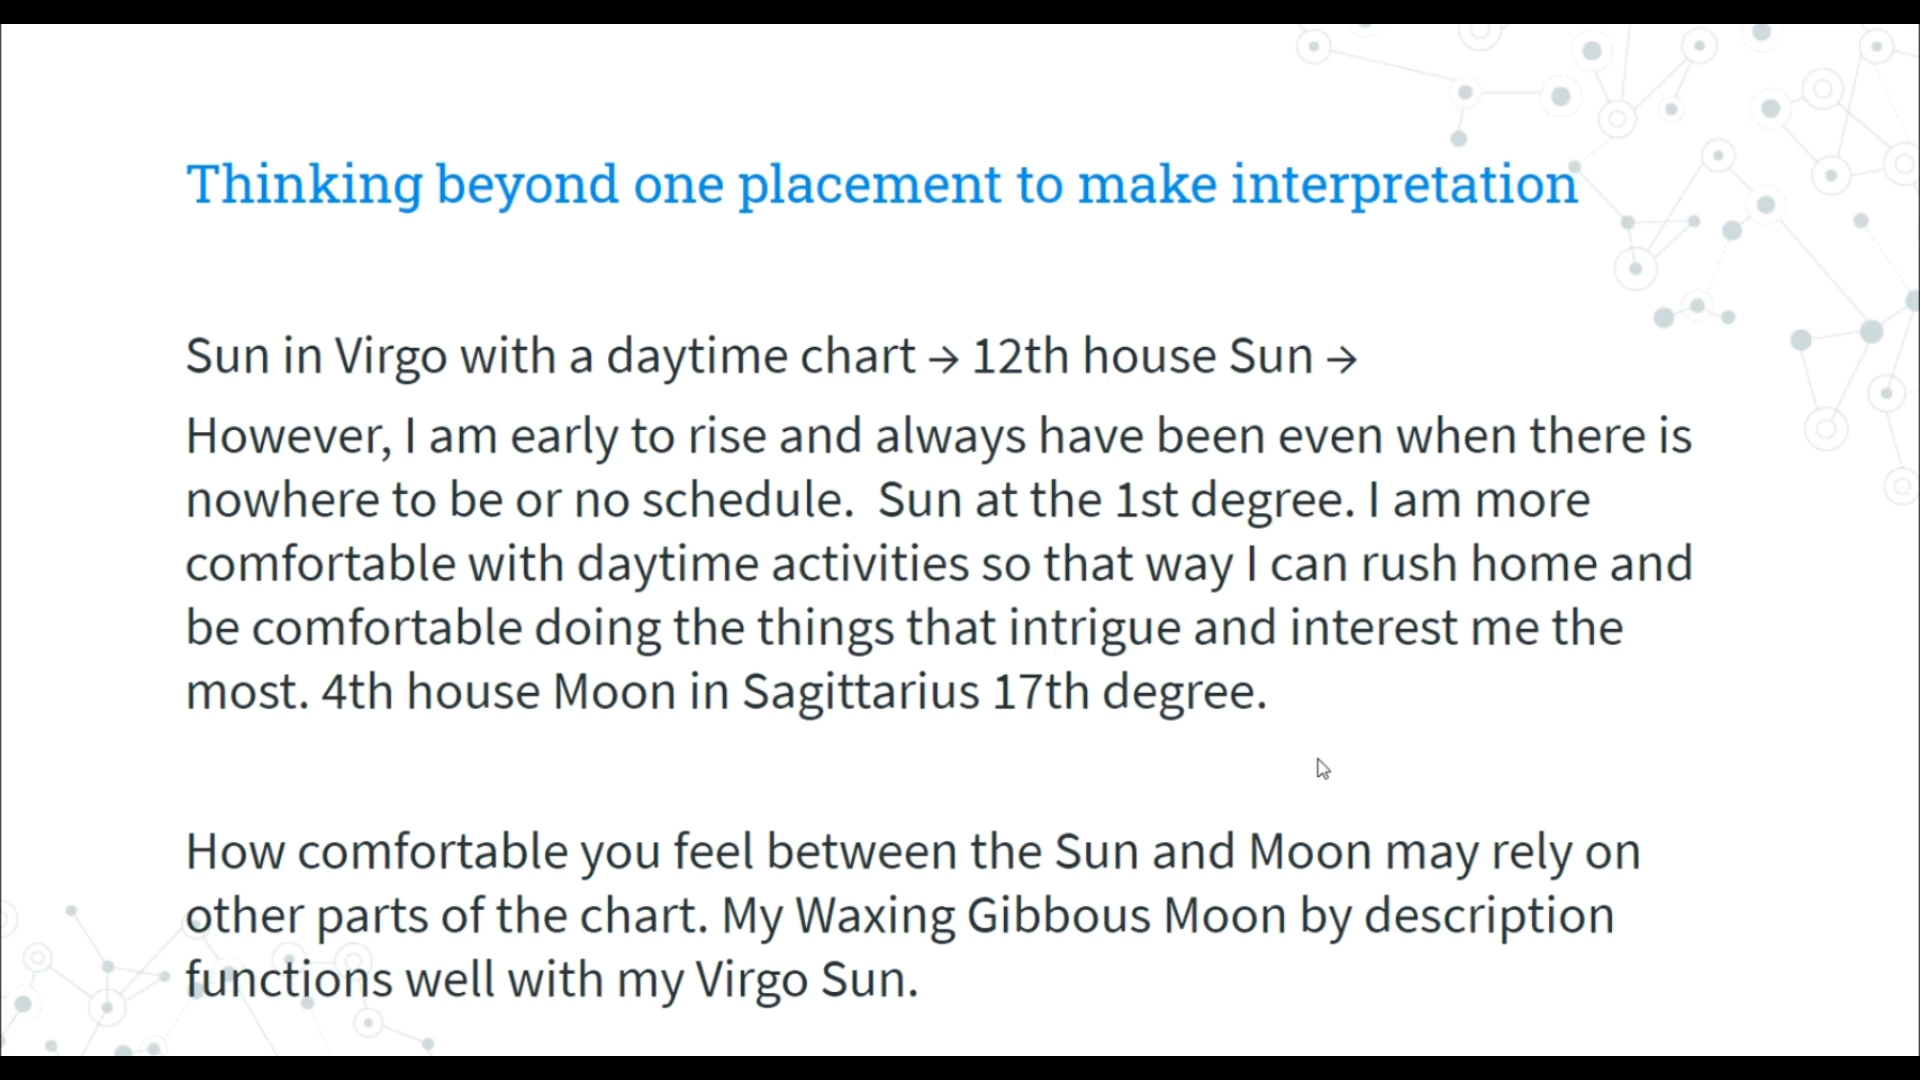 Thinking beyond one placement to make interpretation
Sun in Virgo with a daytime chart → 12th house Sun →
However, I am early to rise and always have been even when there is
nowhere to be or no schedule.  Sun at the 1st degree. I am more
comfortable with daytime activities so that way I can rush home and
be comfortable doing the things that intrigue and interest me the
most. 4th house Moon in Sagittarius 17th degree.
How comfortable you feel between the Sun and Moon may rely on
other parts of the chart. My Waxing Gibbous Moon by description
functions well with my Virgo Sun.